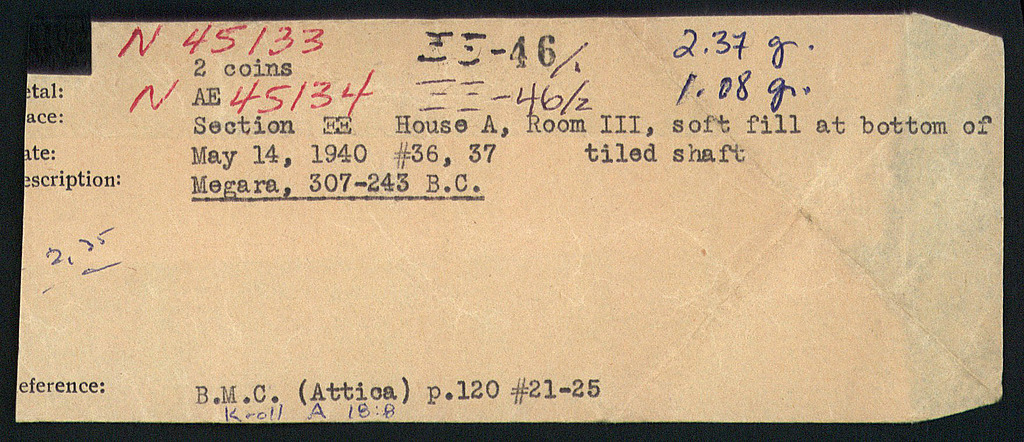 N 45133 ΞΞ-46/1 2.37 g.
2 coins
etal: N AE 45134 ΞΞ-46/2 1.08 gr.
ace: Section ΞΞ House A, Room III, soft fill at bottom of
ate: May 14, 1940 #36, 37 tiled shaft
escription: Megara, 307-243 B.C.
2,35
eference: B.M.C. (Attica) p.120 #21-25
Kroll A 18:8